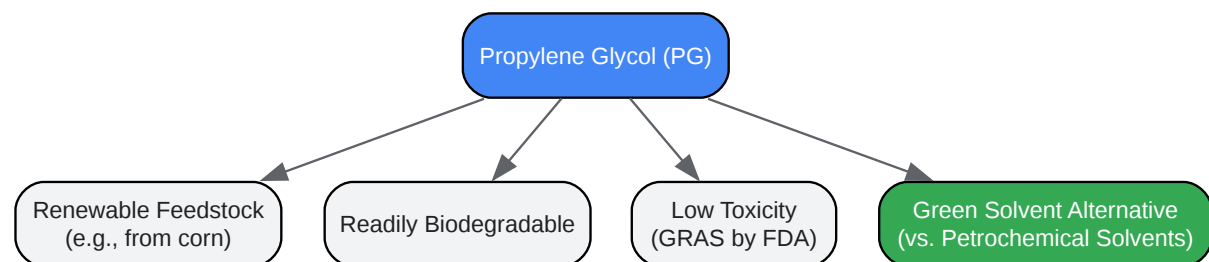 Propylene Glycol (PG)
Renewable Feedstock
(e.g., from corn)
Readily Biodegradable
Low Toxicity
(GRAS by FDA)
Green Solvent Alternative
(vs. Petrochemical Solvents)